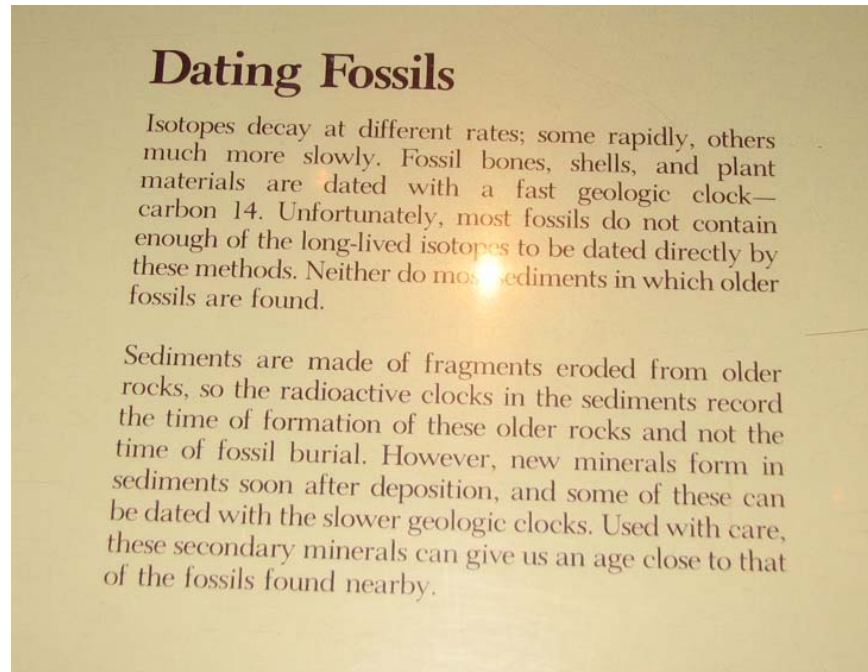 Dating Fossils
Isotopes decay at different rates; some rapidly, others
much more slowly. Fossil bones, shells, and plant
materials are dated with a fast geologic clock—
carbon 14. Unfortunately, most fossils do not contain
enough of the long-lived isotopes to be dated directly by
these methods. Neither do most sediments in which older
fossils are found.
Sediments are made of fragments eroded from older
rocks, so the radioactive clocks in the sediments record
the time of formation of these older rocks and not the
time of fossil burial. However, new minerals form in
sediments soon after deposition, and some of these can
be dated with the slower geologic clocks. Used with care,
these secondary minerals can give us an age close to that
of the fossils found nearby.